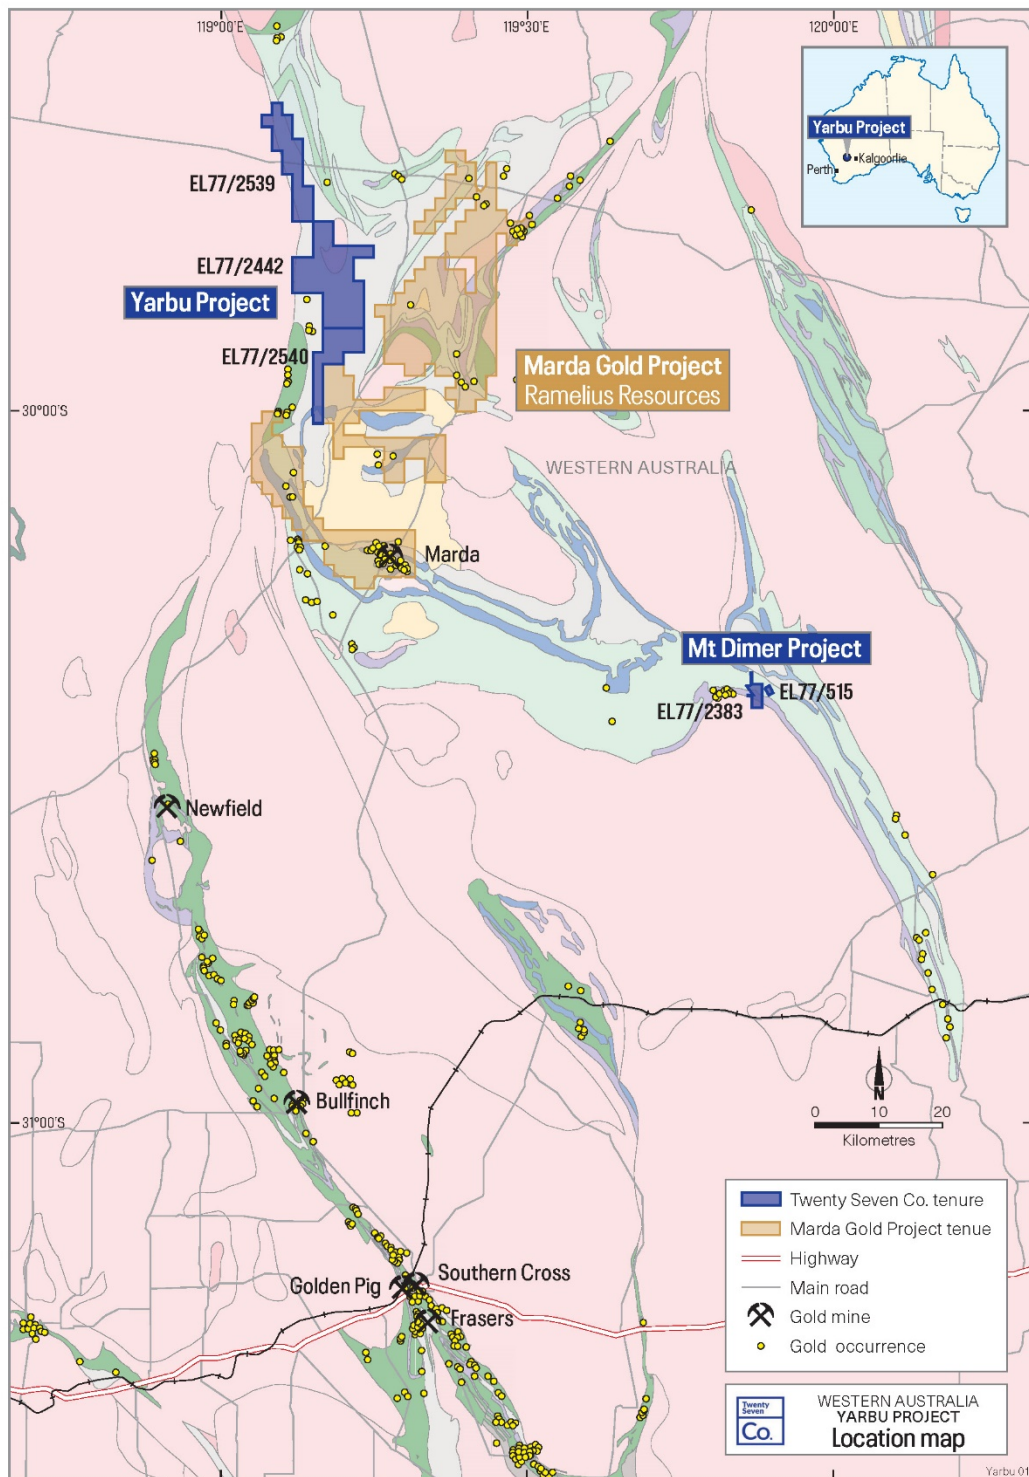 119°00'E
119°30'E
120°00'E
Yarbu Project
Kalgoorlie
Perth
EL77/2539
EL77/2442
Yarbu Project
EL77/2540
Marda Gold Project
Ramelius Resources
30°00'S
WESTERN AUSTRALIA
Marda
Mt Dimer Project
EL77/515
EL77/2383
Newfield
Bullfinch
31°00'S
N
0 10 20
Kilometres
Twenty Seven Co. tenure
Marda Gold Project tenue
Highway
Main road
Gold mine
Gold occurrence
Southern Cross
Golden Pig
Frasers
Twenty
Seven
Co.
WESTERN AUSTRALIA
YARBU PROJECT
Location map
Yarbu 01